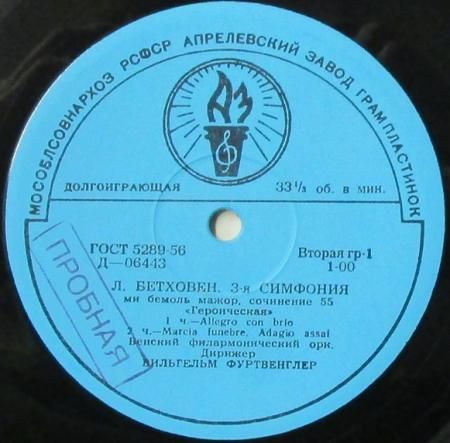 МОСОБЛСОВНАРХОЗ РСФСР АПРЕЛЕВСКИЙ ЗАВОД ГРАМПЛАСТИНОК
АЗ
ДОЛГОИГРАЮЩАЯ 33⅓ об. в мин.
ГОСТ 5289-56 Вторая гр-1
Д—06443 1-00
Л. БЕТХОВЕН. 3-я СИМФОНИЯ
ми бемоль мажор, сочинение 55
«Героическая»
1 ч.—Allegro con brio
2 ч.—Marcia funebre. Adagio assai
Венский филармонический орк.
Дирижер
ВИЛЬГЕЛЬМ ФУРТВЕНГЛЕР
ПРОБНАЯ